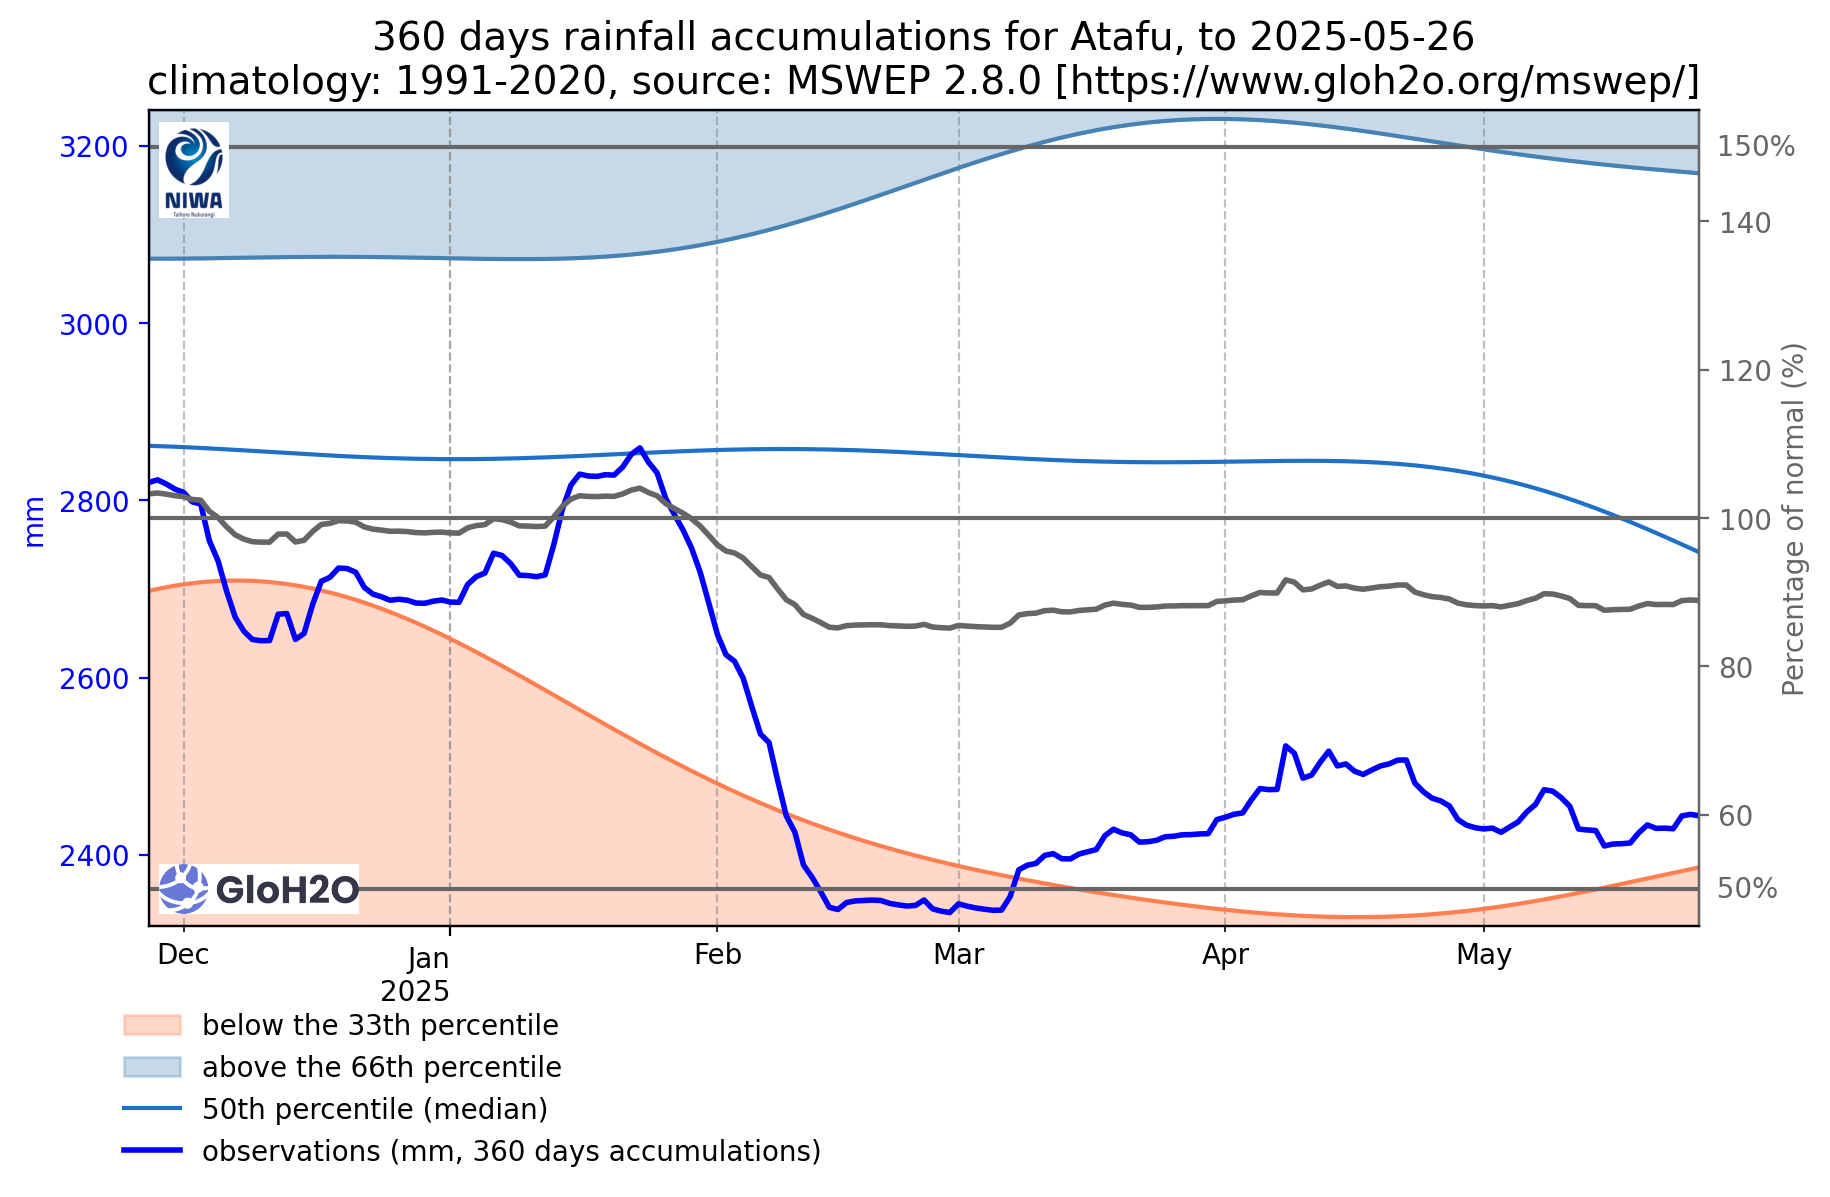 360 days rainfall accumulations for Atafu, to 2025-05-26
climatology: 1991-2020, source: MSWEP 2.8.0 [https://www.gloh2o.org/mswep/]
3200
3000
2800
2600
2400
mm
NIWA
Taihoro Nukurangi
GloH2O
150%
140
120
100
80
60
50%
Percentage of normal (%)
Dec
Jan
2025
Feb
Mar
Apr
May
below the 33th percentile
above the 66th percentile
50th percentile (median)
observations (mm, 360 days accumulations)